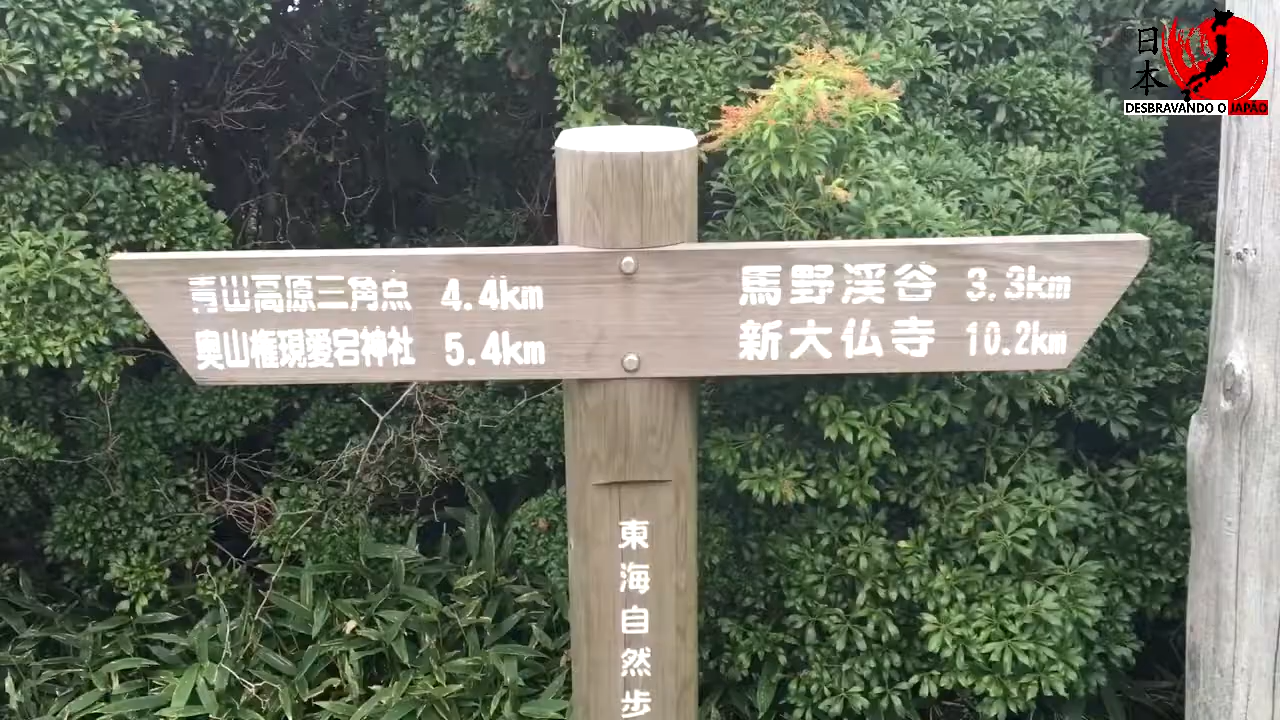 日本
DESBRAVANDO O JAPÃO
青山高原三角点 4.4km
奥山権現愛宕神社 5.4km
馬野渓谷 3.3km
新大仏寺 10.2km
東海自然歩